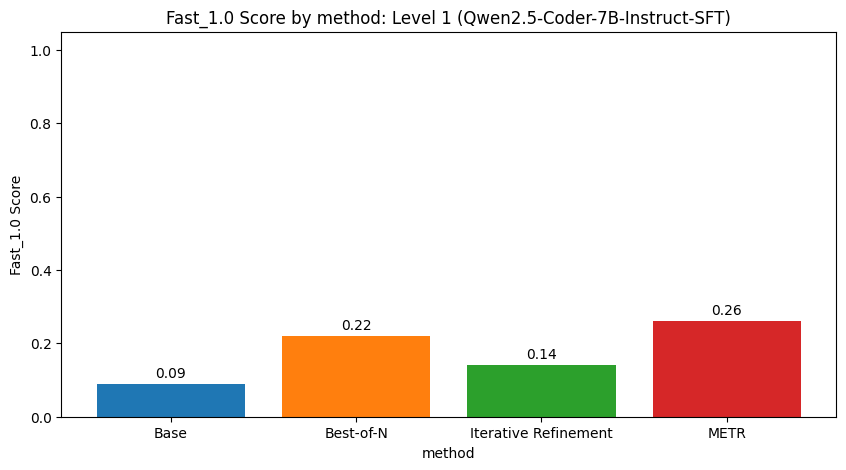 Fast_1.0 Score by method: Level 1 (Qwen2.5-Coder-7B-Instruct-SFT)
Fast_1.0 Score
1.0
0.8
0.6
0.4
0.2
0.0
0.09
0.22
0.14
0.26
Base
Best-of-N
Iterative Refinement
METR
method